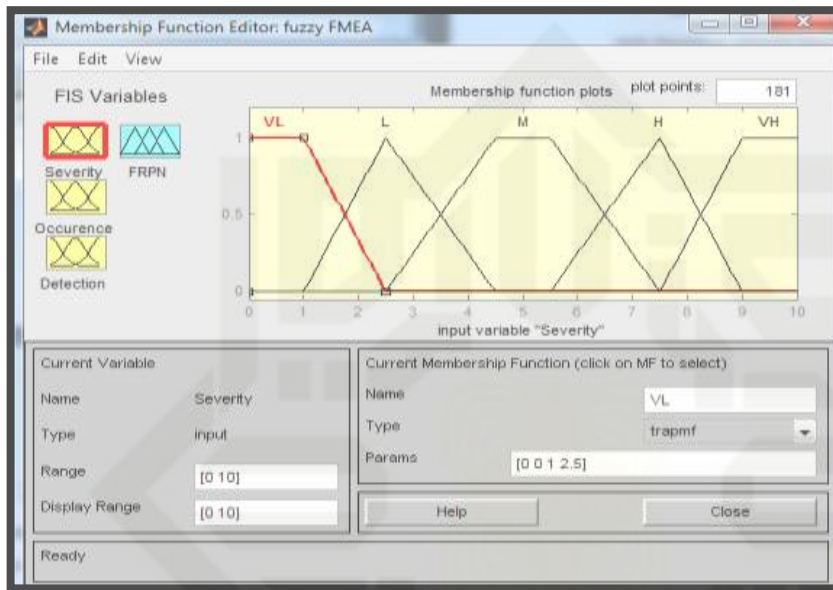 Membership Function Editor: fuzzy FMEA
File Edit View
FIS Variables
Membership function plots plot points: 181
VL L M H VH
1
0.5
0
0 1 2 3 4 5 6 7 8 9 10
input variable "Severity"
Severity FRPN
Occurence
Detection
Current Variable
Name Severity
Type input
Range [0 10]
Display Range [0 10]
Current Membership Function (click on MF to select)
Name VL
Type trapmf
Params [0 0 1 2.5]
Help Close
Ready